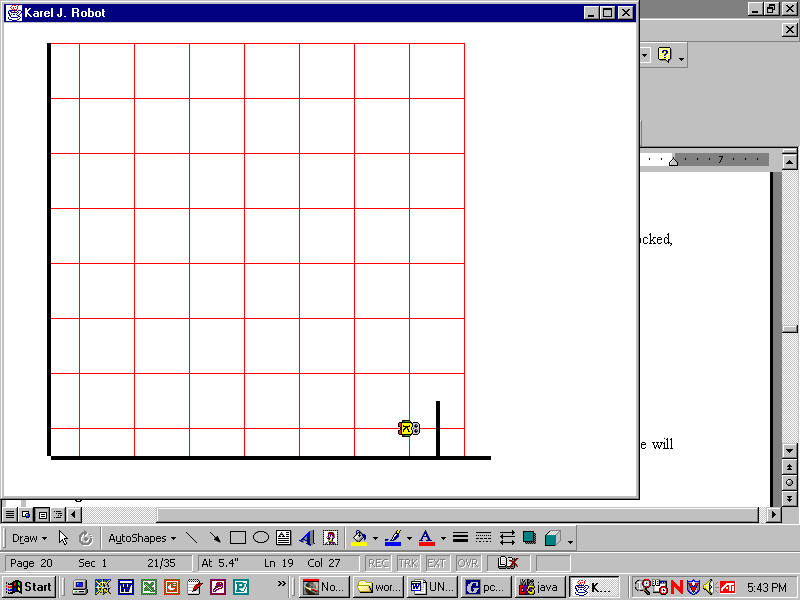 Karel J. Robot
7
ocked,
e will
Draw
AutoShapes
A
A
Page 20 Sec 1 21/35 At 5.4" Ln 19 Col 27 REC TRK EXT OVR
Start
»
No...
wor...
UN...
pc...
java
K...
5:43 PM